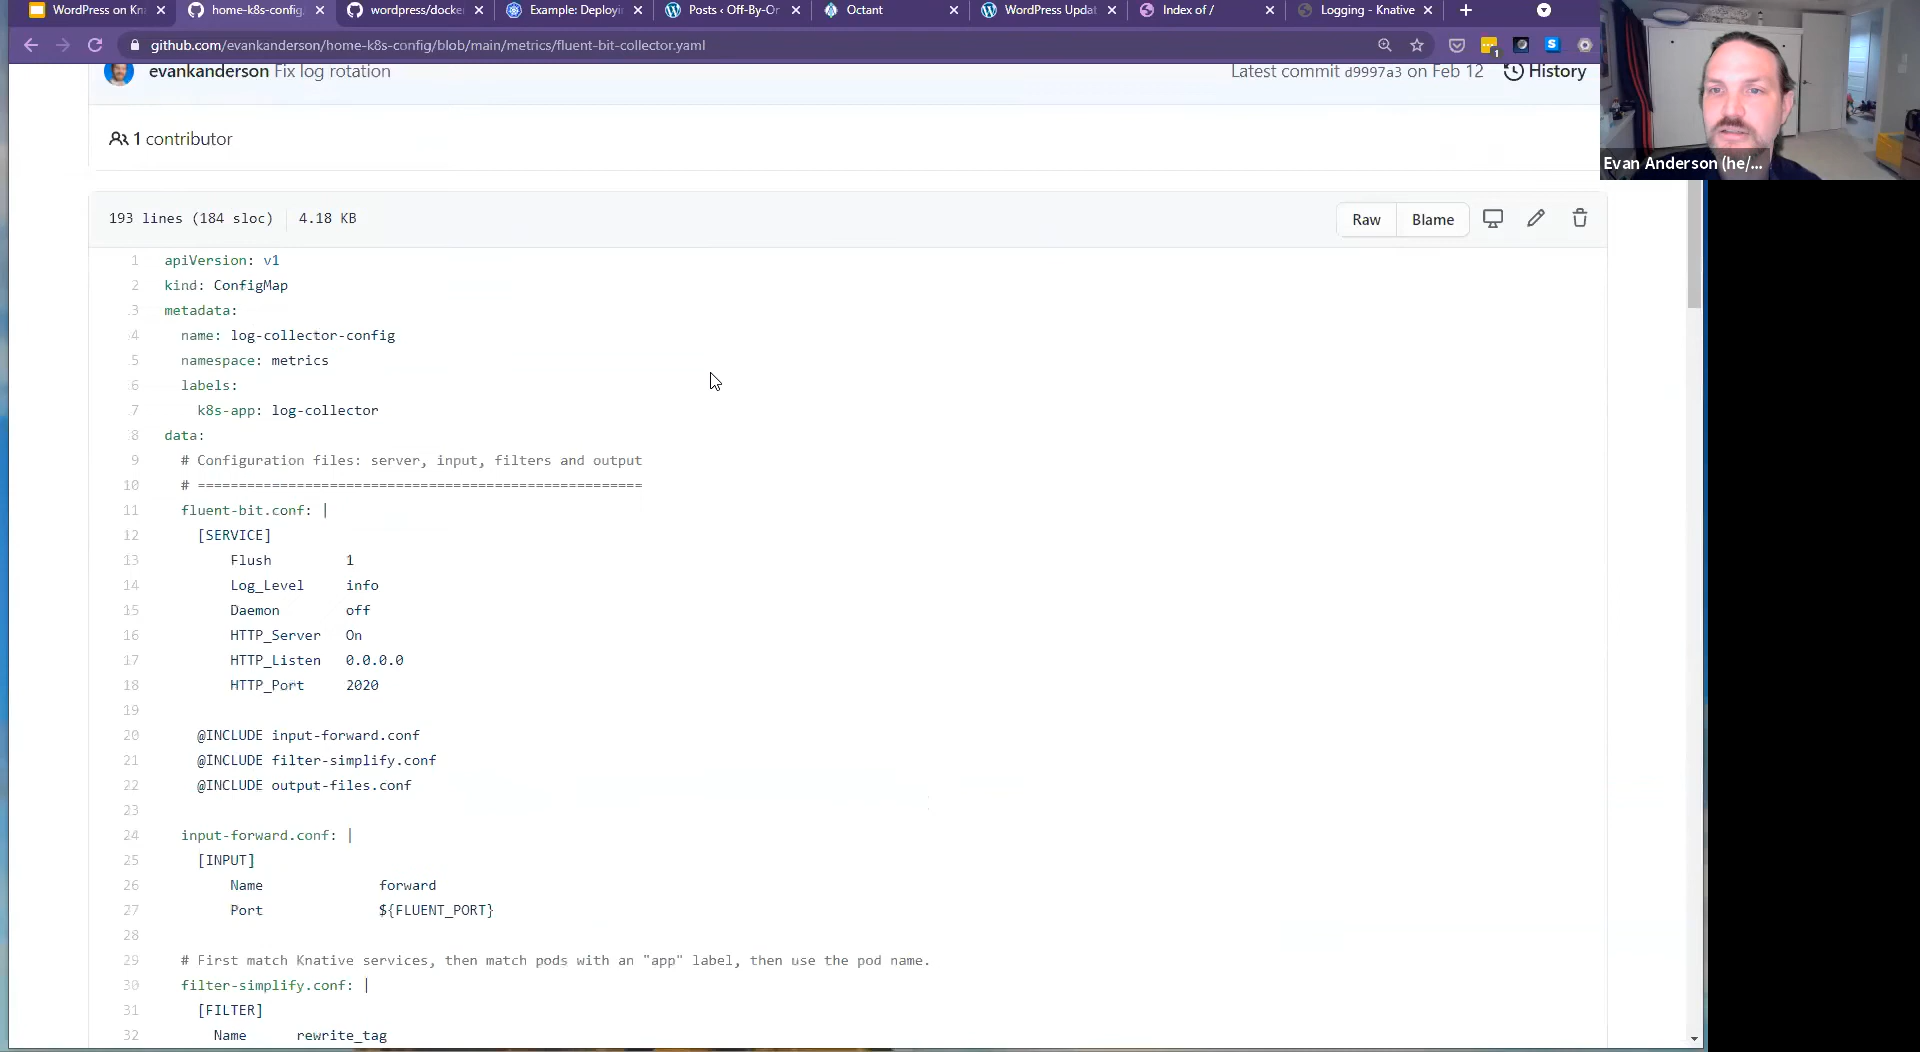 WordPress on Kn
home-k8s-config
wordpress/docke
Example: Deployi
Posts ‹ Off-By-Or
Octant
WordPress Updat
Index of /
Logging - Knative
github.com/evankanderson/home-k8s-config/blob/main/metrics/fluent-bit-collector.yaml
evankanderson Fix log rotation
Latest commit d9997a3 on Feb 12 History
Evan Anderson (he/...
1 contributor
193 lines (184 sloc) 4.18 KB
Raw Blame
1 apiVersion: v1
2 kind: ConfigMap
3 metadata:
4 name: log-collector-config
5 namespace: metrics
6 labels:
7 k8s-app: log-collector
8 data:
9 # Configuration files: server, input, filters and output
10 # ======================================================
11 fluent-bit.conf: |
12 [SERVICE]
13 Flush 1
14 Log_Level info
15 Daemon off
16 HTTP_Server On
17 HTTP_Listen 0.0.0.0
18 HTTP_Port 2020
19
20 @INCLUDE input-forward.conf
21 @INCLUDE filter-simplify.conf
22 @INCLUDE output-files.conf
23
24 input-forward.conf: |
25 [INPUT]
26 Name forward
27 Port ${FLUENT_PORT}
28
29 # First match Knative services, then match pods with an "app" label, then use the pod name.
30 filter-simplify.conf: |
31 [FILTER]
32 Name rewrite_tag